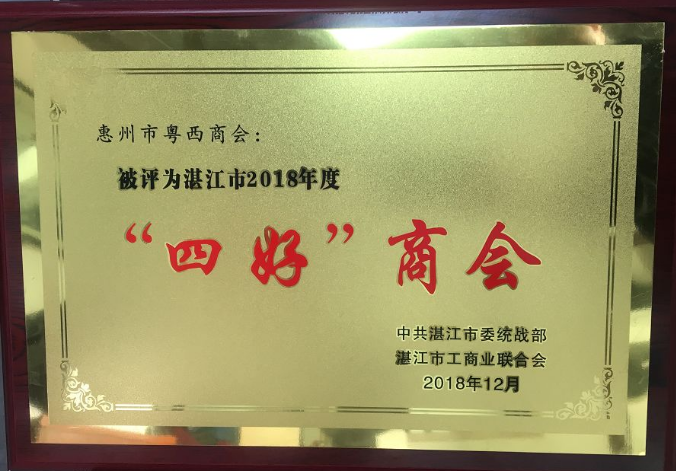 惠州市粤西商会：
被评为湛江市2018年度
“四好”商会
中共湛江市委统战部
湛江市工商业联合会
2018年12月